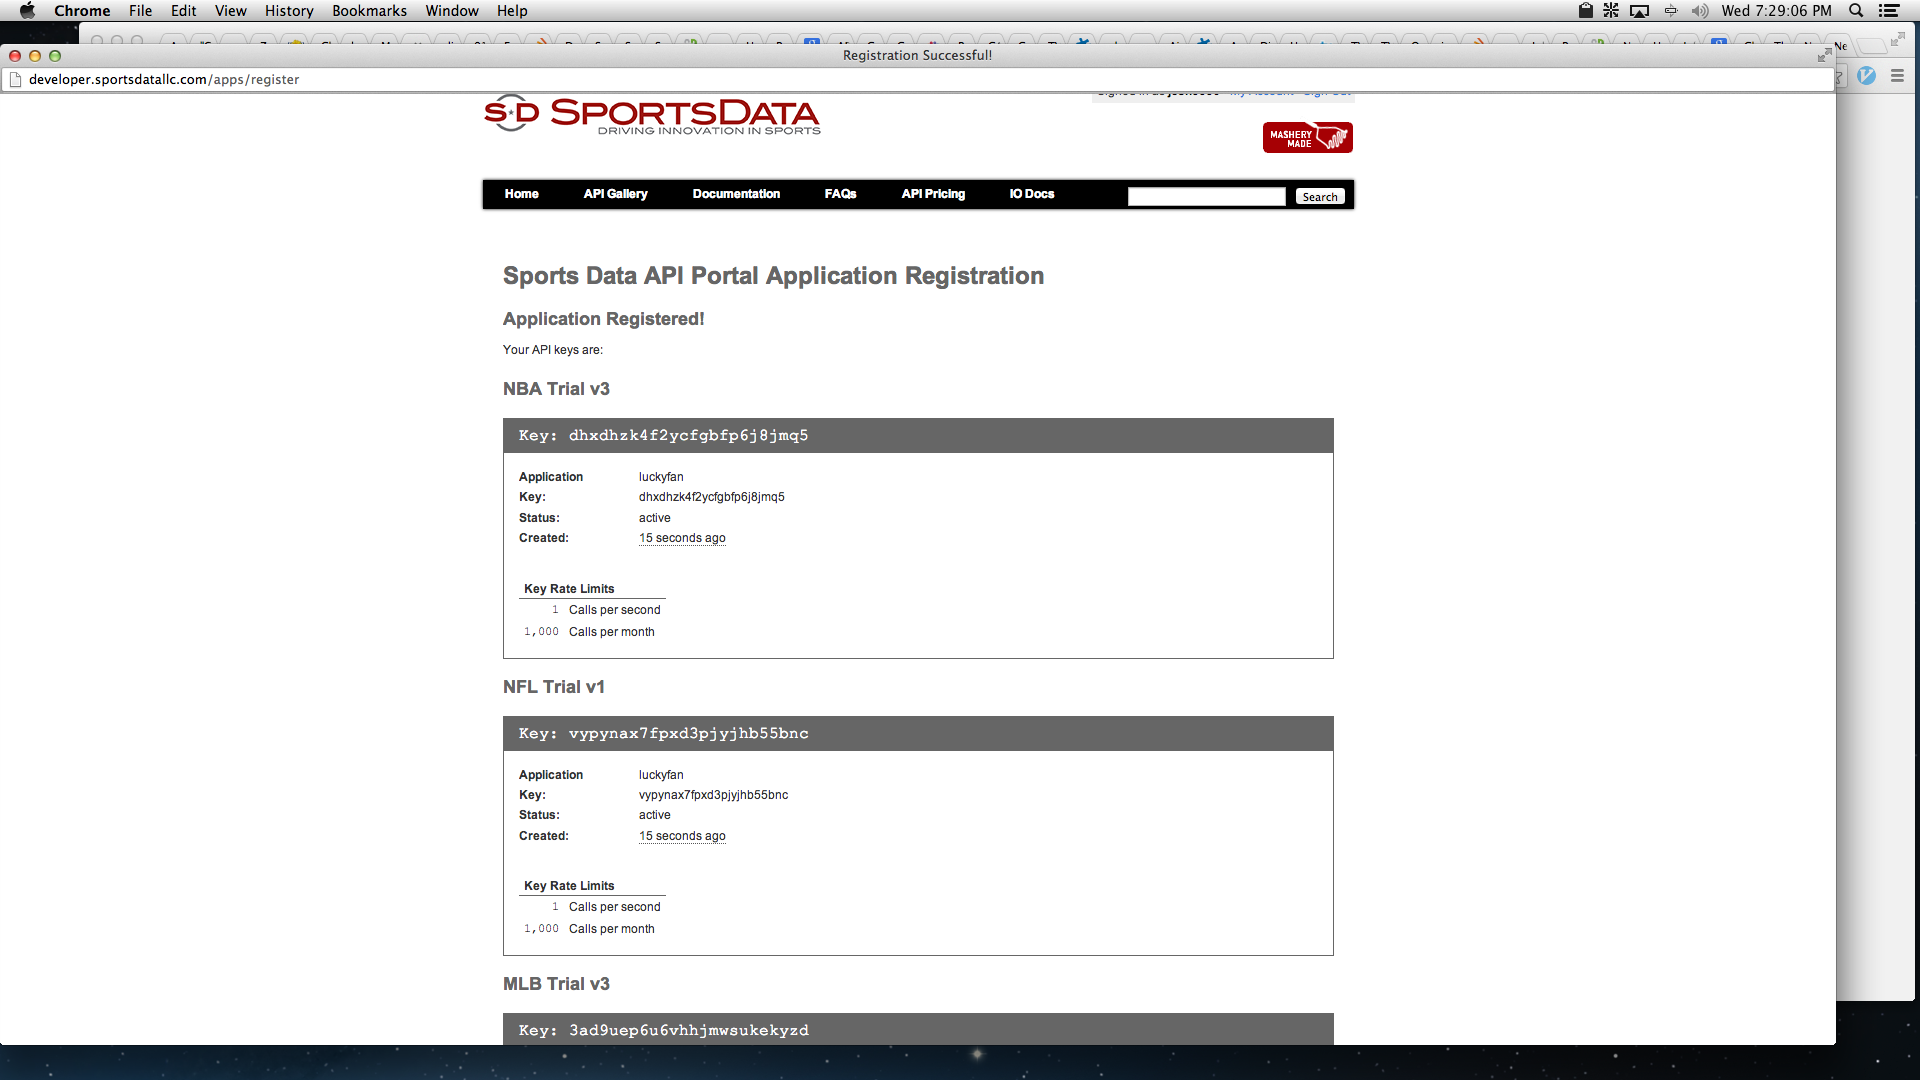 Chrome File Edit View History Bookmarks Window Help Wed 7:29:06 PM
Registration Successful!
developer.sportsdatallc.com/apps/register
S D SPORTSDATA
DRIVING INNOVATION IN SPORTS
MASHERY
MADE
Home API Gallery Documentation FAQs API Pricing IO Docs Search
Sports Data API Portal Application Registration
Application Registered!
Your API keys are:
NBA Trial v3
Key: dhxdhzk4f2ycfgbfp6j8jmq5
Application luckyfan
Key: dhxdhzk4f2ycfgbfp6j8jmq5
Status: active
Created: 15 seconds ago
Key Rate Limits
1 Calls per second
1,000 Calls per month
NFL Trial v1
Key: vypynax7fpxd3pjyjhb55bnc
Application luckyfan
Key: vypynax7fpxd3pjyjhb55bnc
Status: active
Created: 15 seconds ago
Key Rate Limits
1 Calls per second
1,000 Calls per month
MLB Trial v3
Key: 3ad9uep6u6vhhjmwsukekyzd